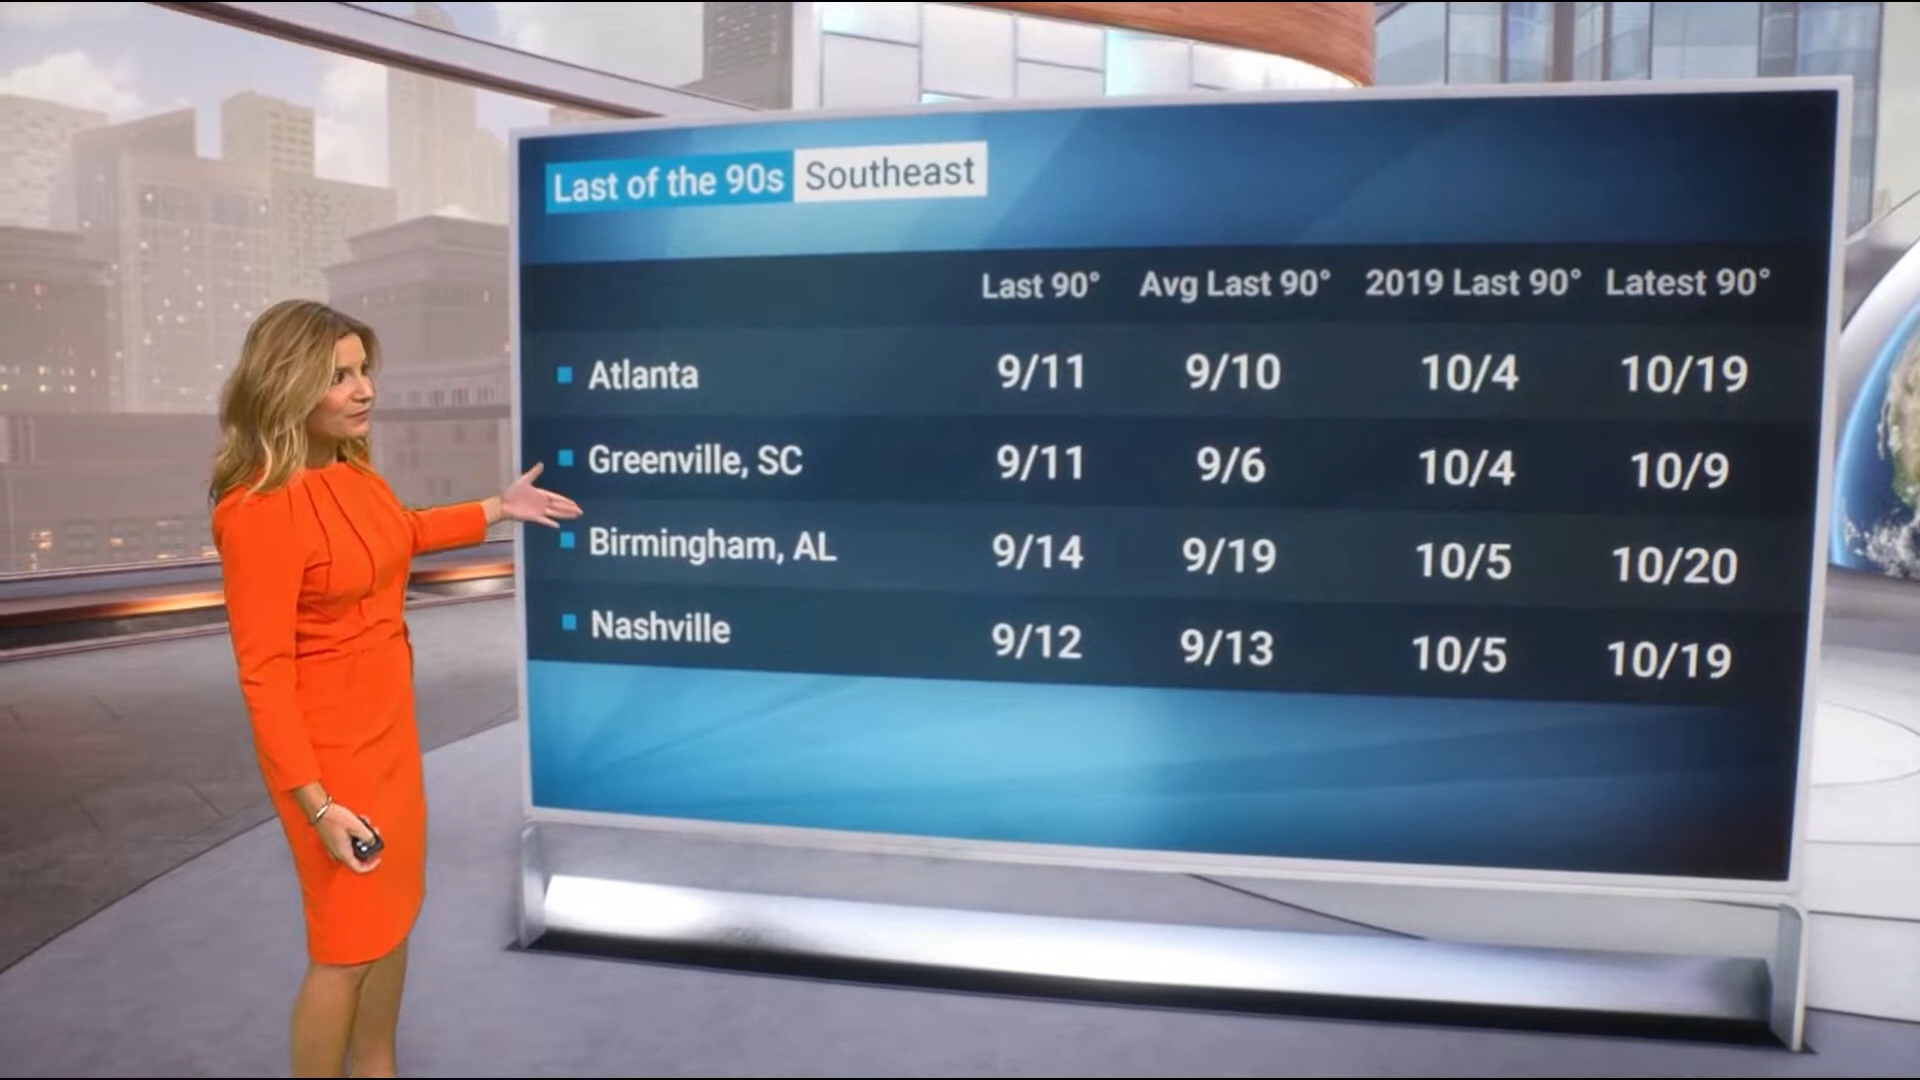 Last of the 90s Southeast
Last 90° Avg Last 90° 2019 Last 90° Latest 90°
Atlanta 9/11 9/10 10/4 10/19
Greenville, SC 9/11 9/6 10/4 10/9
Birmingham, AL 9/14 9/19 10/5 10/20
Nashville 9/12 9/13 10/5 10/19